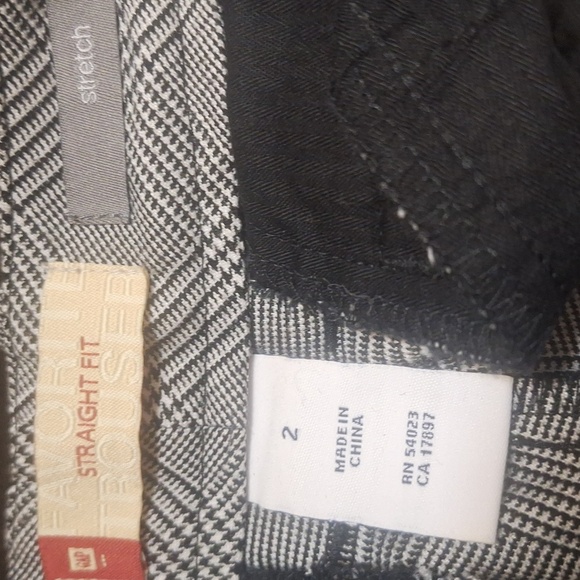 stretch
FAVORITE
STRAIGHT FIT
TROUSER
GAP
2
MADE IN
CHINA
RN 54023
CA 17897